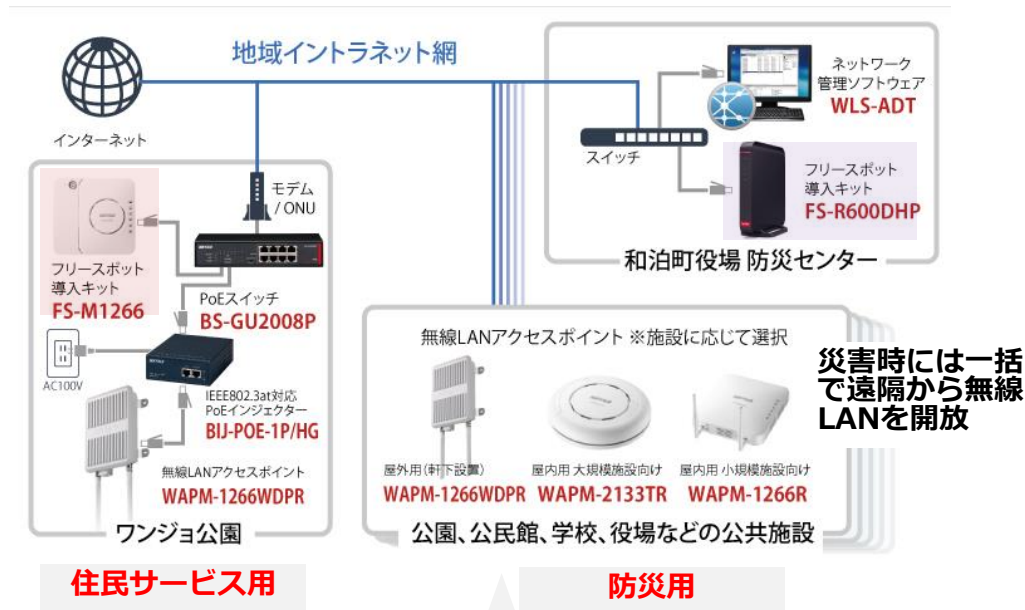 地域イントラネット網
インターネット
ネットワーク
管理ソフトウェア
WLS-ADT
スイッチ
フリースポット
導入キット
FS-R600DHP
和泊町役場 防災センター
モデム
/ ONU
フリースポット
導入キット
FS-M1266
PoEスイッチ
BS-GU2008P
AC100V
IEEE802.3at対応
PoEインジェクター
BIJ-POE-1P/HG
無線LANアクセスポイント
WAPM-1266WDPR
ワンジョ公園
無線LANアクセスポイント ※施設に応じて選択
屋外用(軒下設置)
WAPM-1266WDPR
屋内用 大規模施設向け
WAPM-2133TR
屋内用 小規模施設向け
WAPM-1266R
公園、公民館、学校、役場などの公共施設
災害時には一括
で遠隔から無線
LANを開放
住民サービス用
防災用